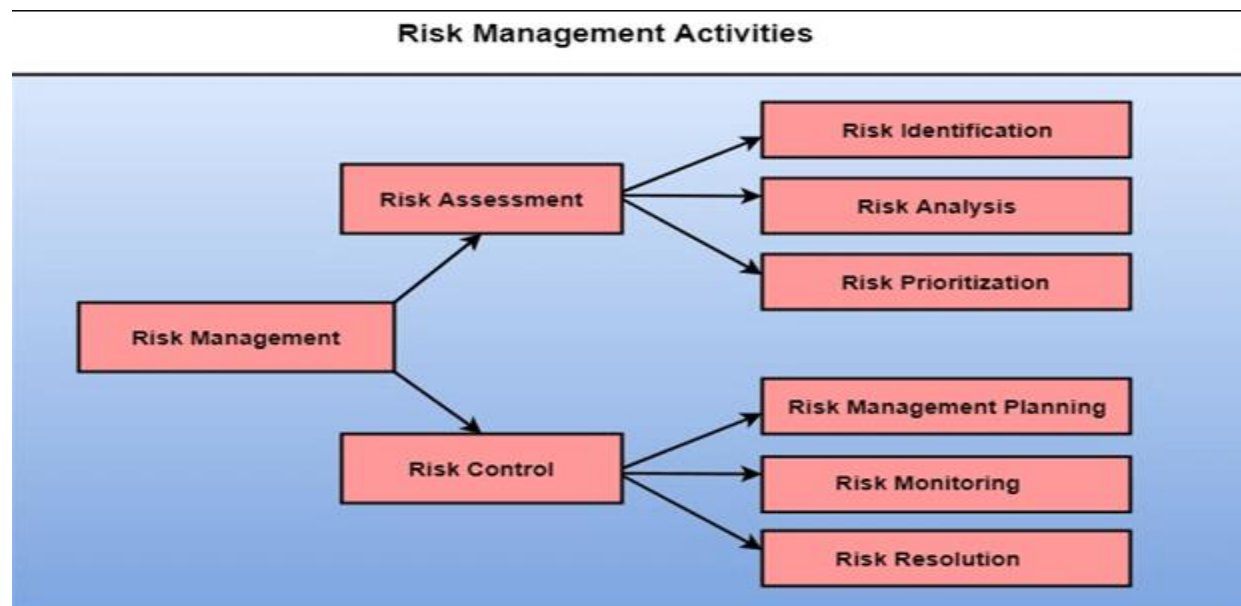 Risk Management Activities
Risk Identification
Risk Assessment
Risk Analysis
Risk Prioritization
Risk Management
Risk Management Planning
Risk Control
Risk Monitoring
Risk Resolution